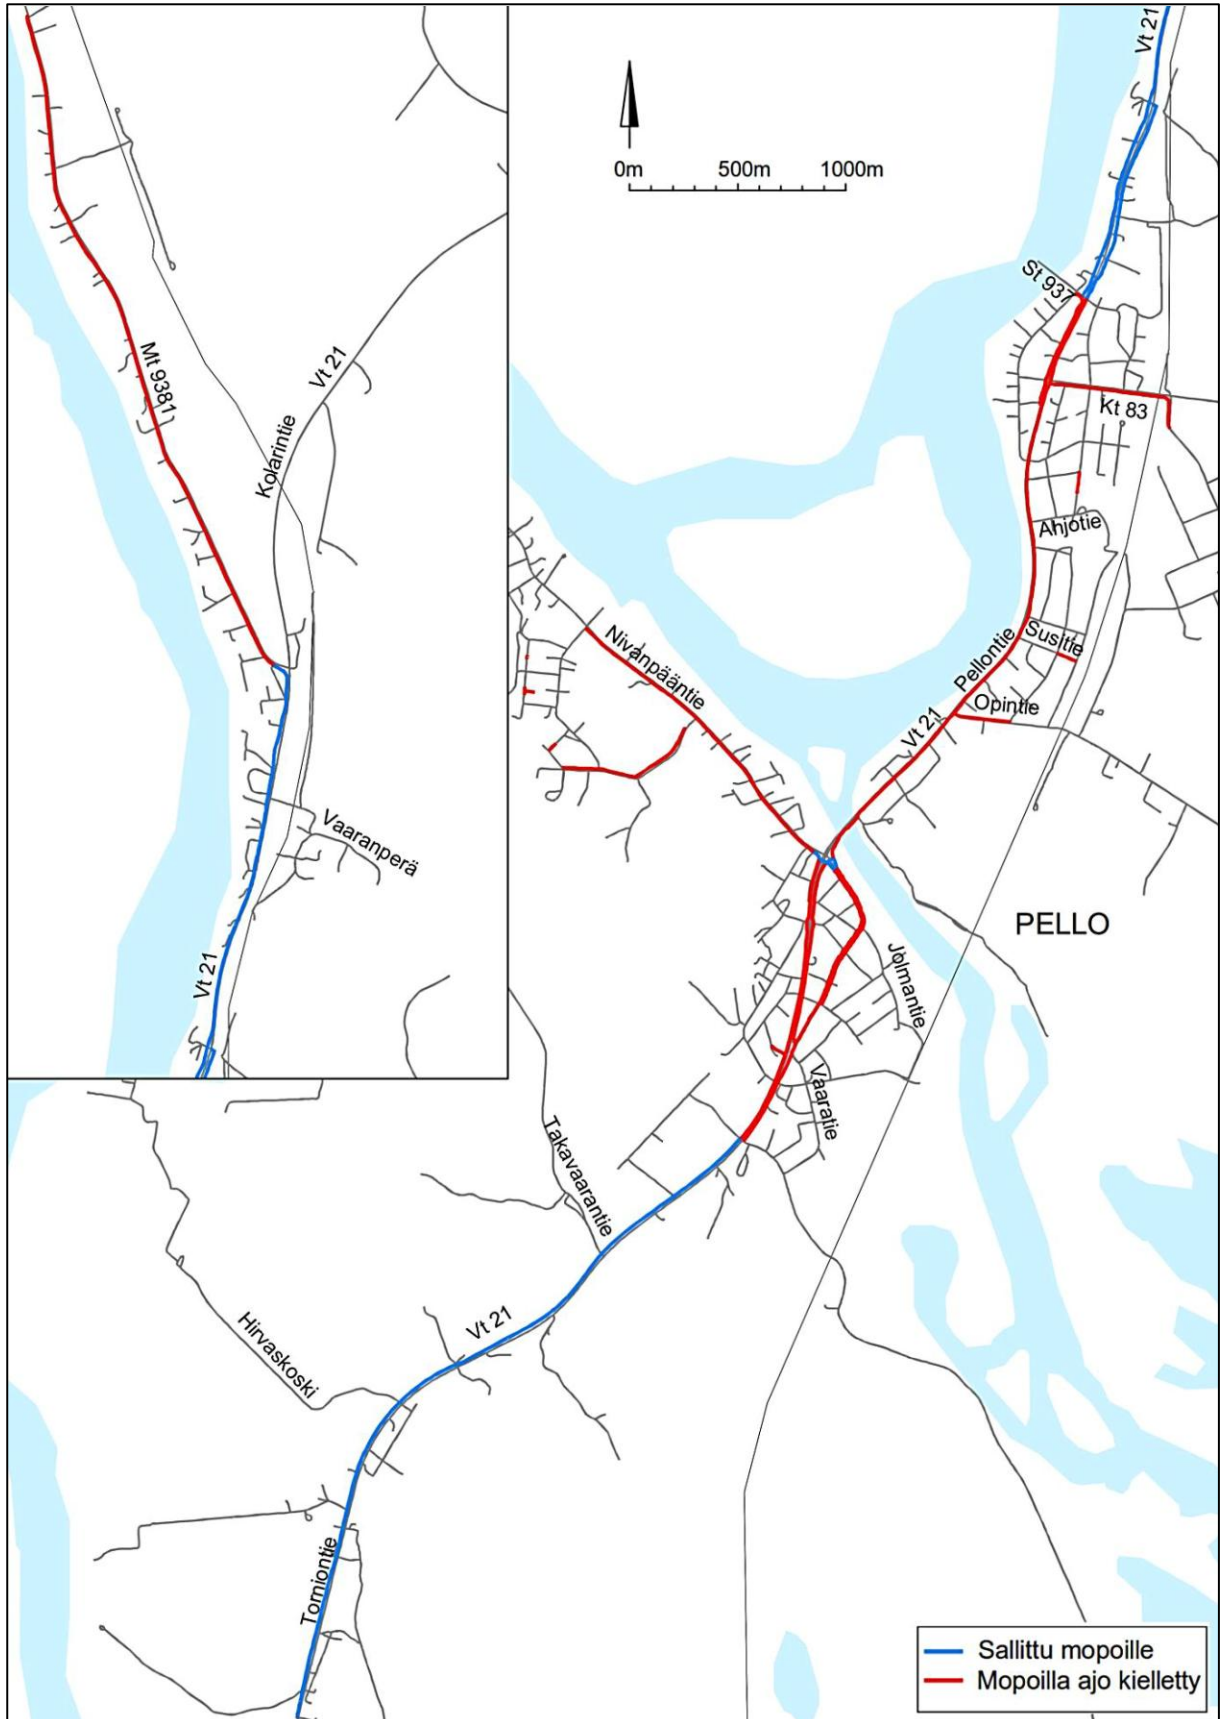 Vt 21
0m 500m 1000m
St 937
Mt 9381
Vt 21
Kolarintie
Kt 83
Ahjotie
Nivanpääntie
Pellontie
Susitie
Opintie
Vt 21
Vaaranperä
PELLO
Jolmantie
Vt 21
Vaaratie
Takavaarantie
Vt 21
Hirvaskoski
Torniontie
Sallittu mopoille
Mopoilla ajo kielletty